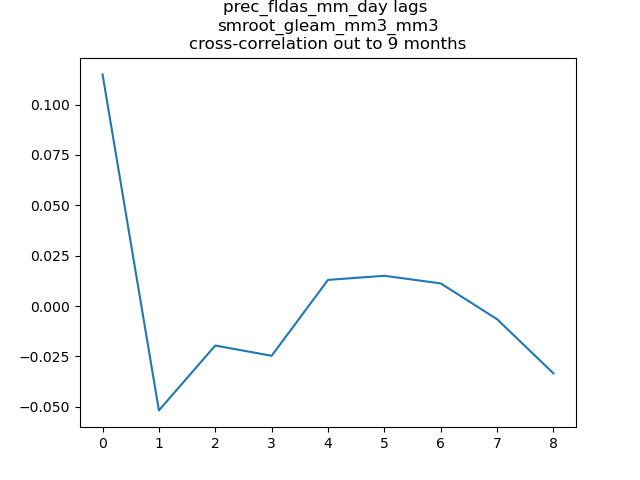 prec_fldas_mm_day lags
smroot_gleam_mm3_mm3
cross-correlation out to 9 months
0.100
0.075
0.050
0.025
0.000
−0.025
−0.050
0 1 2 3 4 5 6 7 8